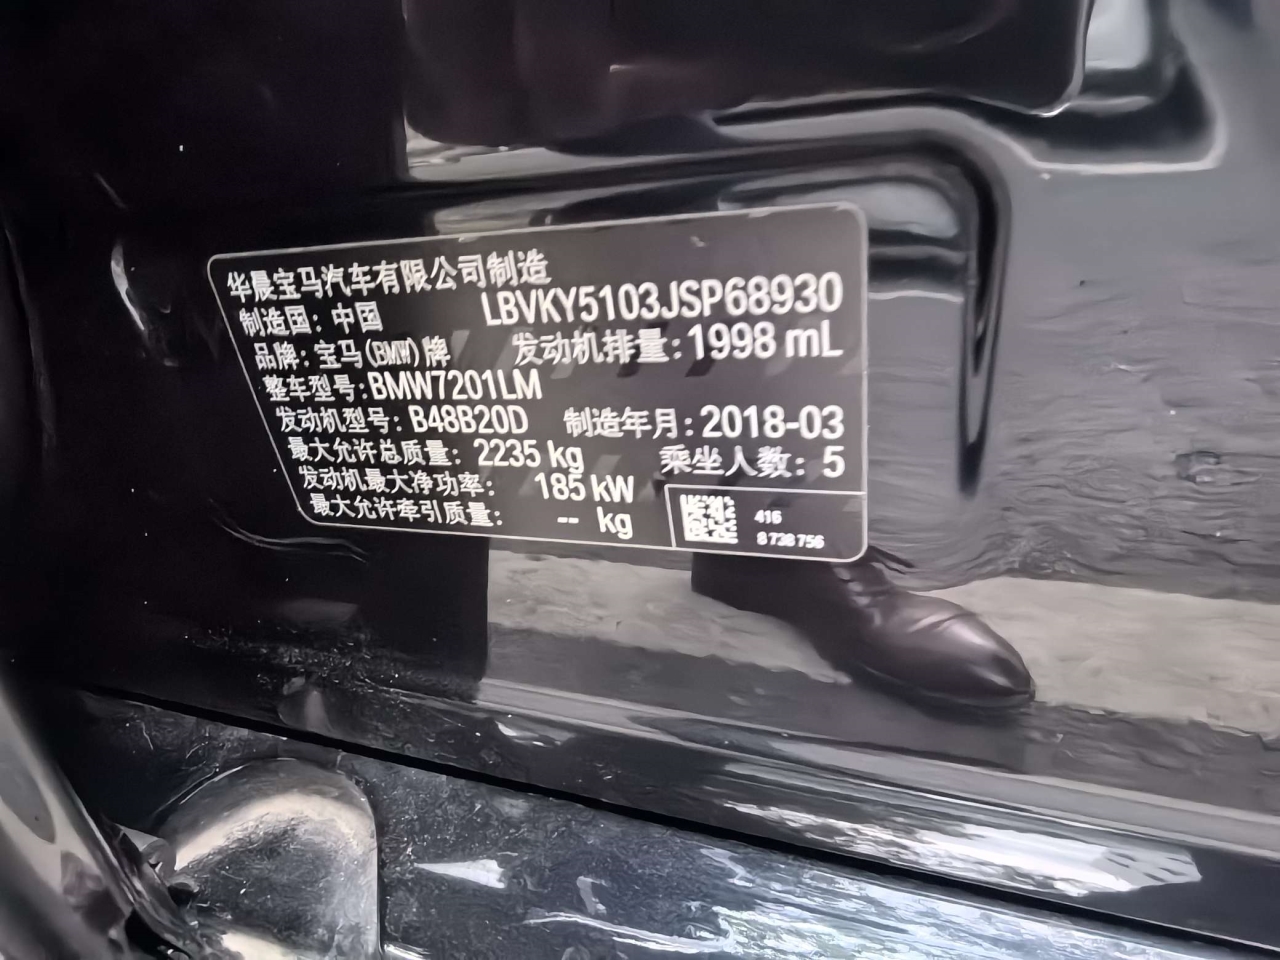 华晨宝马汽车有限公司制造
制造国：中国 LBVKY5103JSP68930
品牌：宝马(BMW)牌 发动机排量：1998 mL
整车型号：BMW7201LM
发动机型号：B48B20D 制造年月：2018-03
最大允许总质量：2235 kg 乘坐人数：5
发动机最大净功率：185 kW
最大允许牵引质量：-- kg
416
8 738 756